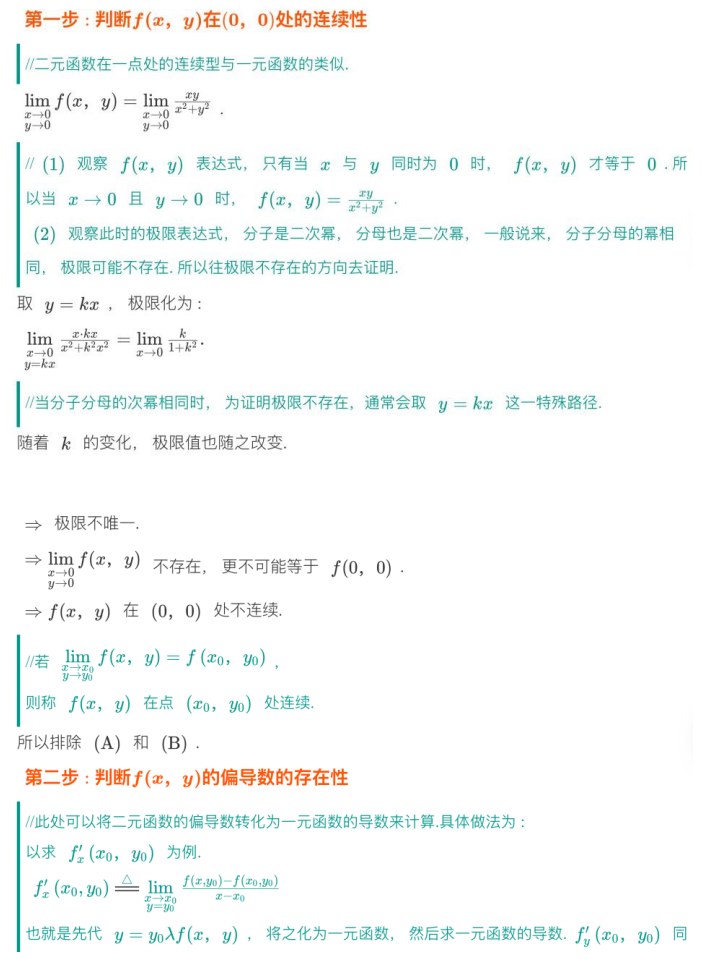 第一步：判断f(x, y)在(0, 0)处的连续性
//二元函数在一点处的连续型与一元函数的类似.
lim_{x→0, y→0} f(x, y) = lim_{x→0, y→0} xy/(x²+y²) .
// (1) 观察 f(x, y) 表达式, 只有当 x 与 y 同时为 0 时, f(x, y) 才等于 0 .所
以当 x → 0 且 y → 0 时, f(x, y) = xy/(x²+y²) .
(2) 观察此时的极限表达式, 分子是二次幂, 分母也是二次幂, 一般说来, 分子分母的幂相
同, 极限可能不存在. 所以往极限不存在的方向去证明.
取 y = kx , 极限化为：
lim_{x→0, y=kx} x·kx/(x²+k²x²) = lim_{x→0} k/(1+k²).
//当分子分母的次幂相同时, 为证明极限不存在, 通常会取 y = kx 这一特殊路径.
随着 k 的变化, 极限值也随之改变.
⇒ 极限不唯一.
⇒ lim_{x→0, y→0} f(x, y) 不存在, 更不可能等于 f(0, 0) .
⇒ f(x, y) 在 (0, 0) 处不连续.
//若 lim_{x→x₀, y→y₀} f(x, y) = f (x₀, y₀) ,
则称 f(x, y) 在点 (x₀, y₀) 处连续.
所以排除 (A) 和 (B) .
第二步：判断f(x, y)的偏导数的存在性
//此处可以将二元函数的偏导数转化为一元函数的导数来计算.具体做法为：
以求 f′ₓ (x₀, y₀) 为例.
f′ₓ (x₀, y₀) ≜ lim_{x→x₀, y=y₀} (f(x,y₀)−f(x₀,y₀))/(x−x₀)
也就是先代 y = y₀λf(x, y) , 将之化为一元函数, 然后求一元函数的导数. f′_y (x₀, y₀) 同